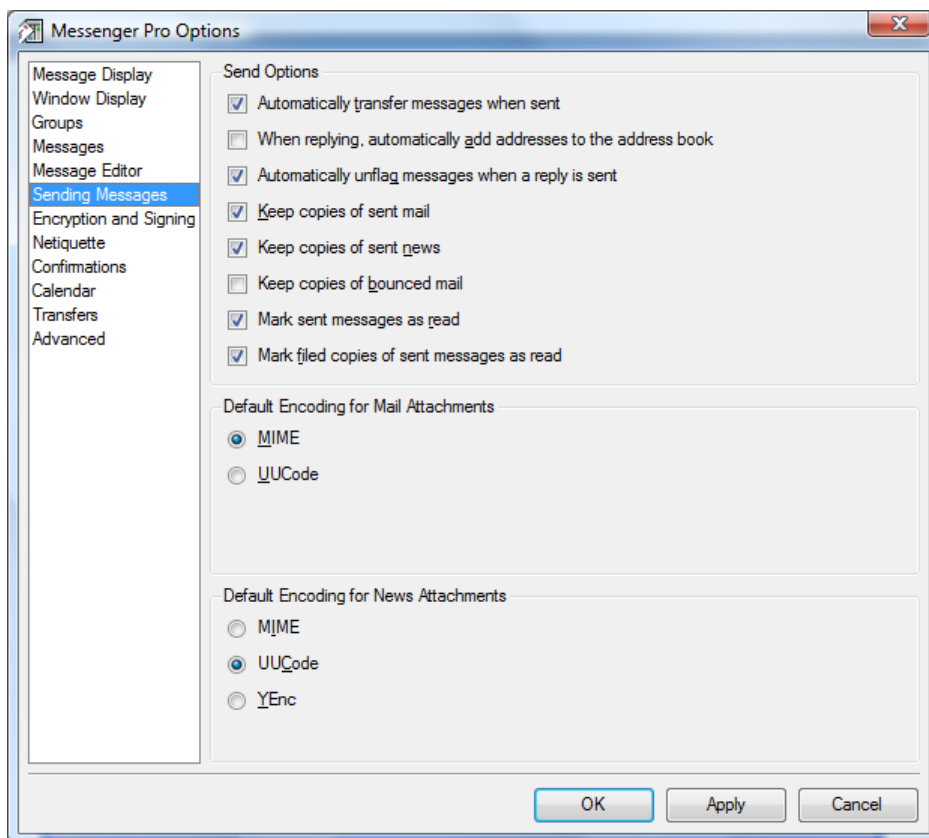 Messenger Pro Options
Message Display
Window Display
Groups
Messages
Message Editor
Sending Messages
Encryption and Signing
Netiquette
Confirmations
Calendar
Transfers
Advanced
Send Options
Automatically transfer messages when sent
When replying, automatically add addresses to the address book
Automatically unflag messages when a reply is sent
Keep copies of sent mail
Keep copies of sent news
Keep copies of bounced mail
Mark sent messages as read
Mark filed copies of sent messages as read
Default Encoding for Mail Attachments
MIME
UUCode
Default Encoding for News Attachments
MIME
UUCode
YEnc
OK Apply Cancel